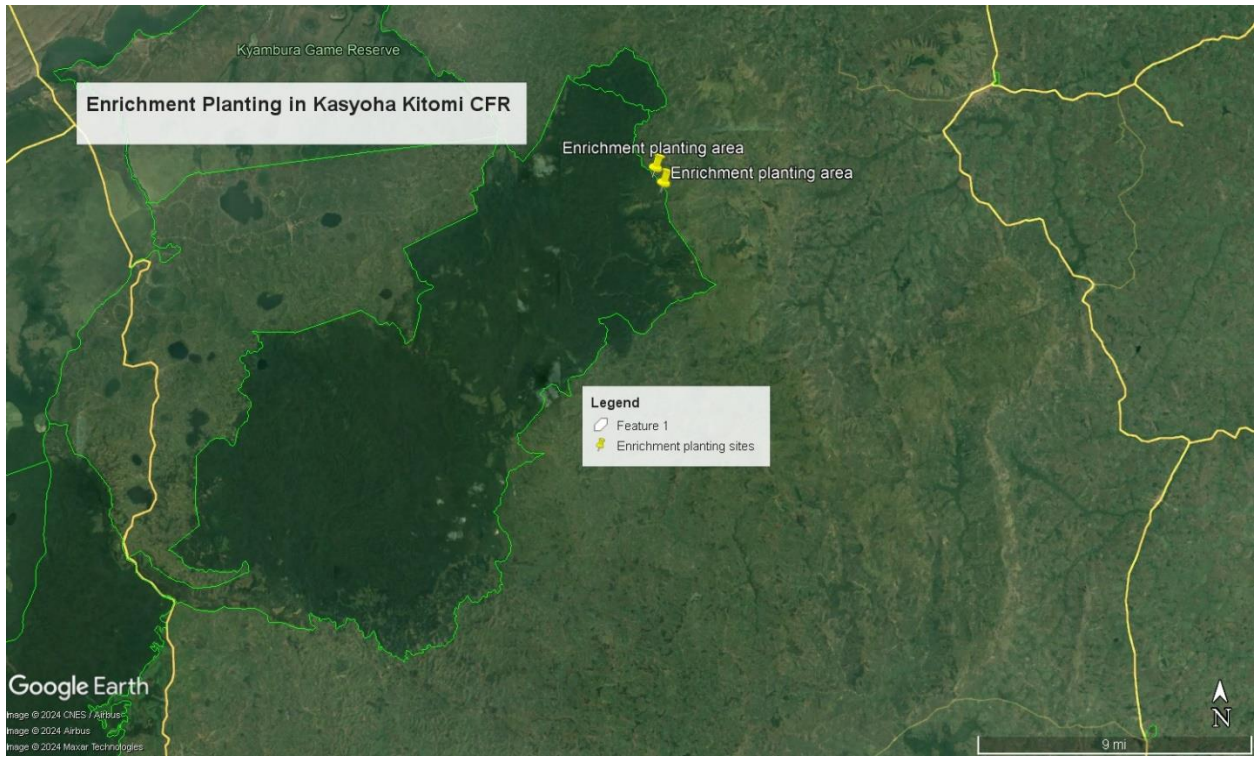 Kyambura Game Reserve
Enrichment Planting in Kasyoha Kitomi CFR
Enrichment planting area
Enrichment planting area
Legend
Feature 1
Enrichment planting sites
Google Earth
Image © 2024 CNES / Airbus
Image © 2024 Airbus
Image © 2024 Maxar Technologies
N
9 mi